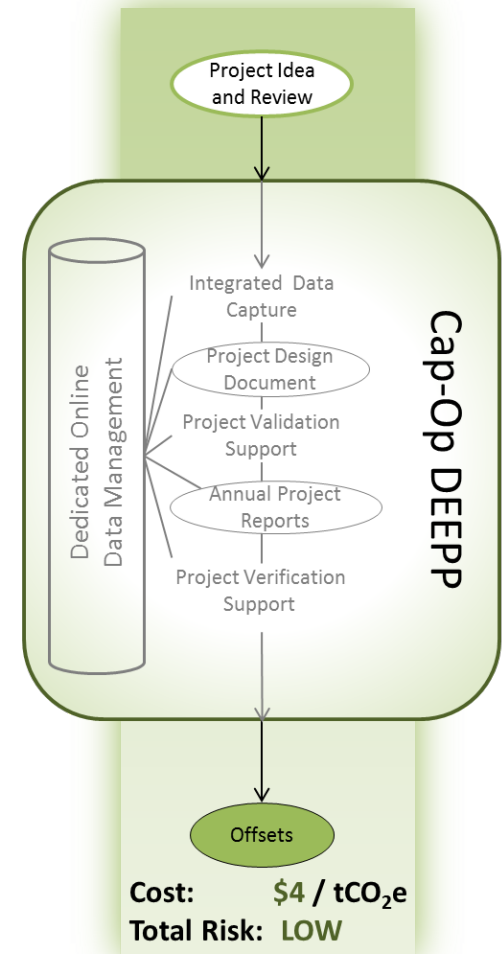 Project Idea
and Review
Integrated Data
Capture
Project Design
Document
Project Validation
Support
Annual Project
Reports
Project Verification
Support
Dedicated Online
Data Management
Cap-Op DEEPP
Offsets
Cost: $4 / tCO₂e
Total Risk: LOW